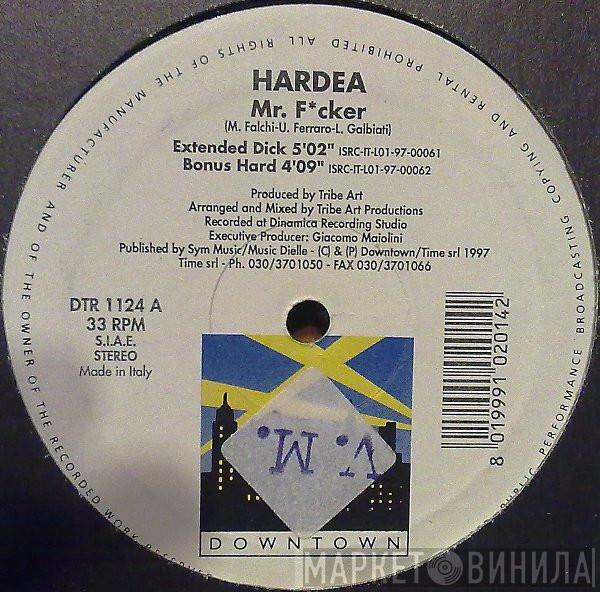 HARDEA
Mr. F*cker
(M. Falchi-U. Ferraro-L. Galbiati)
Extended Dick 5'02" ISRC-IT-L01-97-00061
Bonus Hard 4'09" ISRC-IT-L01-97-00062
Produced by Tribe Art
Arranged and Mixed by Tribe Art Productions
Recorded at Dinamica Recording Studio
Executive Producer: Giacomo Maiolini
Published by Sym Music/Music Dielle - (C) & (P) Downtown/Time srl 1997
Time srl - Ph. 030/3701050 - FAX 030/3701066
DTR 1124 A
33 RPM
S.I.A.E.
STEREO
Made in Italy
8 019991 020142
V. M.
DOWNTOWN
ALL RIGHTS OF THE MANUFACTURER AND OF THE OWNER OF THE RECORDED WORK RESERVED
COPYING AND RENTAL PROHIBITED
PUBLIC PERFORMANCE · BROADCASTING
МАРКЕТ ВИНИЛА